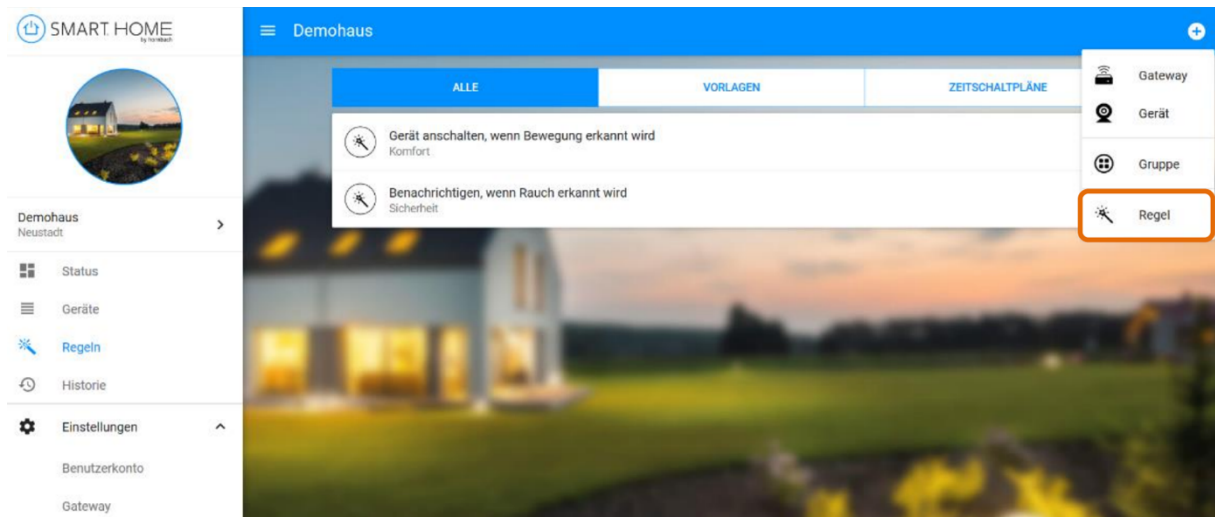 SMART HOME
by hornbach
Demohaus
Neustadt
Status
Geräte
Regeln
Historie
Einstellungen
Benutzerkonto
Gateway
Demohaus
ALLE
VORLAGEN
ZEITSCHALTPLÄNE
Gerät anschalten, wenn Bewegung erkannt wird
Komfort
Benachrichtigen, wenn Rauch erkannt wird
Sicherheit
Gateway
Gerät
Gruppe
Regel